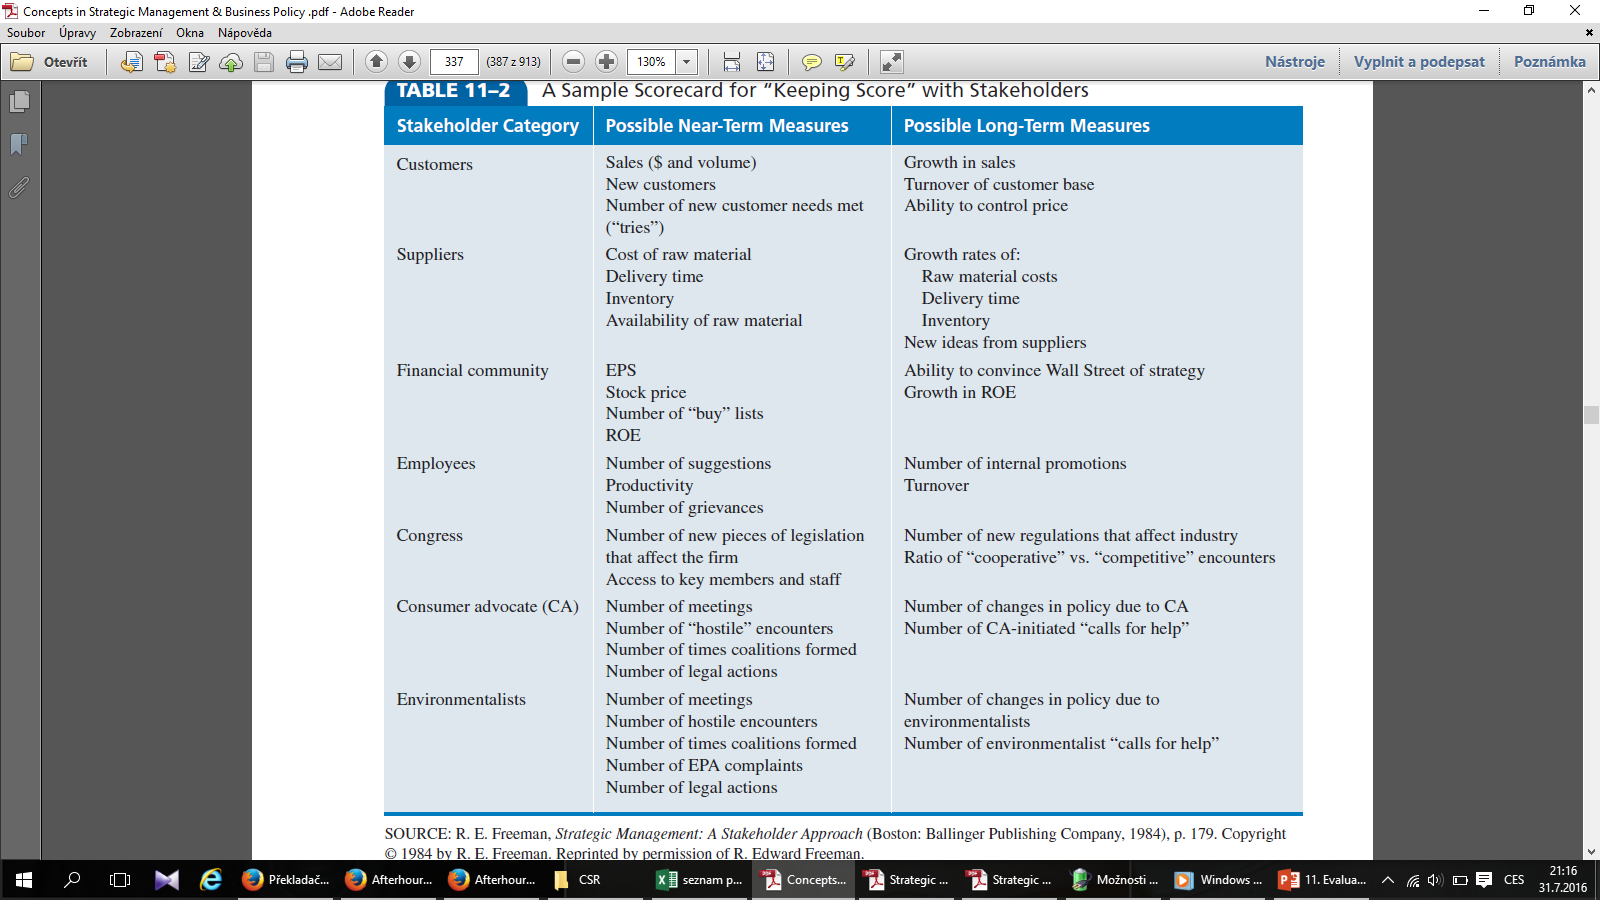 Concepts in Strategic Management & Business Policy .pdf - Adobe Reader
Soubor Úpravy Zobrazení Okna Nápověda
Otevřít 337 (387 z 913) 130% Nástroje Vyplnit a podepsat Poznámka
TABLE 11–2 A Sample Scorecard for “Keeping Score” with Stakeholders
Stakeholder Category Possible Near-Term Measures Possible Long-Term Measures
Customers Sales ($ and volume) Growth in sales
New customers Turnover of customer base
Number of new customer needs met Ability to control price
(“tries”)
Suppliers Cost of raw material Growth rates of:
Delivery time Raw material costs
Inventory Delivery time
Availability of raw material Inventory
New ideas from suppliers
Financial community EPS Ability to convince Wall Street of strategy
Stock price Growth in ROE
Number of “buy” lists
ROE
Employees Number of suggestions Number of internal promotions
Productivity Turnover
Number of grievances
Congress Number of new pieces of legislation Number of new regulations that affect industry
that affect the firm Ratio of “cooperative” vs. “competitive” encounters
Access to key members and staff
Consumer advocate (CA) Number of meetings Number of changes in policy due to CA
Number of “hostile” encounters Number of CA-initiated “calls for help”
Number of times coalitions formed
Number of legal actions
Environmentalists Number of meetings Number of changes in policy due to
Number of hostile encounters environmentalists
Number of times coalitions formed Number of environmentalist “calls for help”
Number of EPA complaints
Number of legal actions
SOURCE: R. E. Freeman, Strategic Management: A Stakeholder Approach (Boston: Ballinger Publishing Company, 1984), p. 179. Copyright
© 1984 by R. E. Freeman. Reprinted by permission of R. Edward Freeman.
Překladač... Afterhour... Afterhour... CSR seznam p... Concepts... Strategic ... Strategic ... Možnosti ... Windows ... 11. Evalua... CES 21:16
31.7.2016